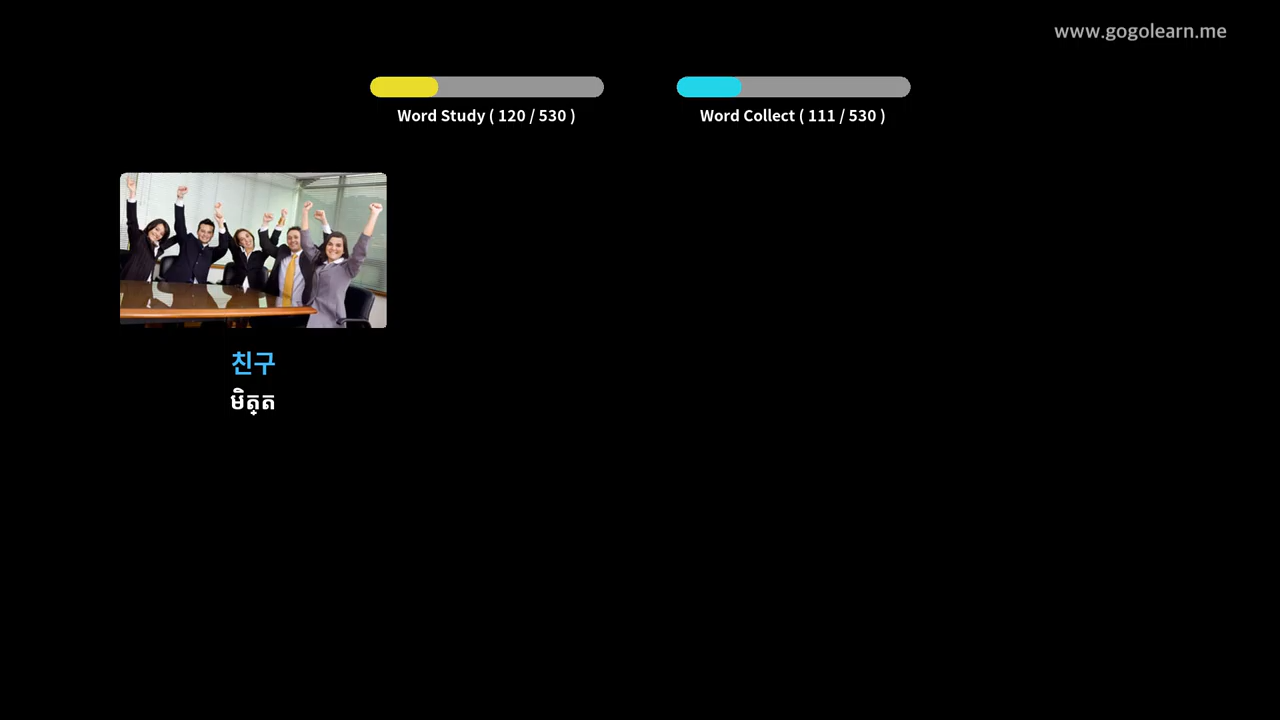 www.gogolearn.me
Word Study ( 120 / 530 )
Word Collect ( 111 / 530 )
친구
មិត្ត